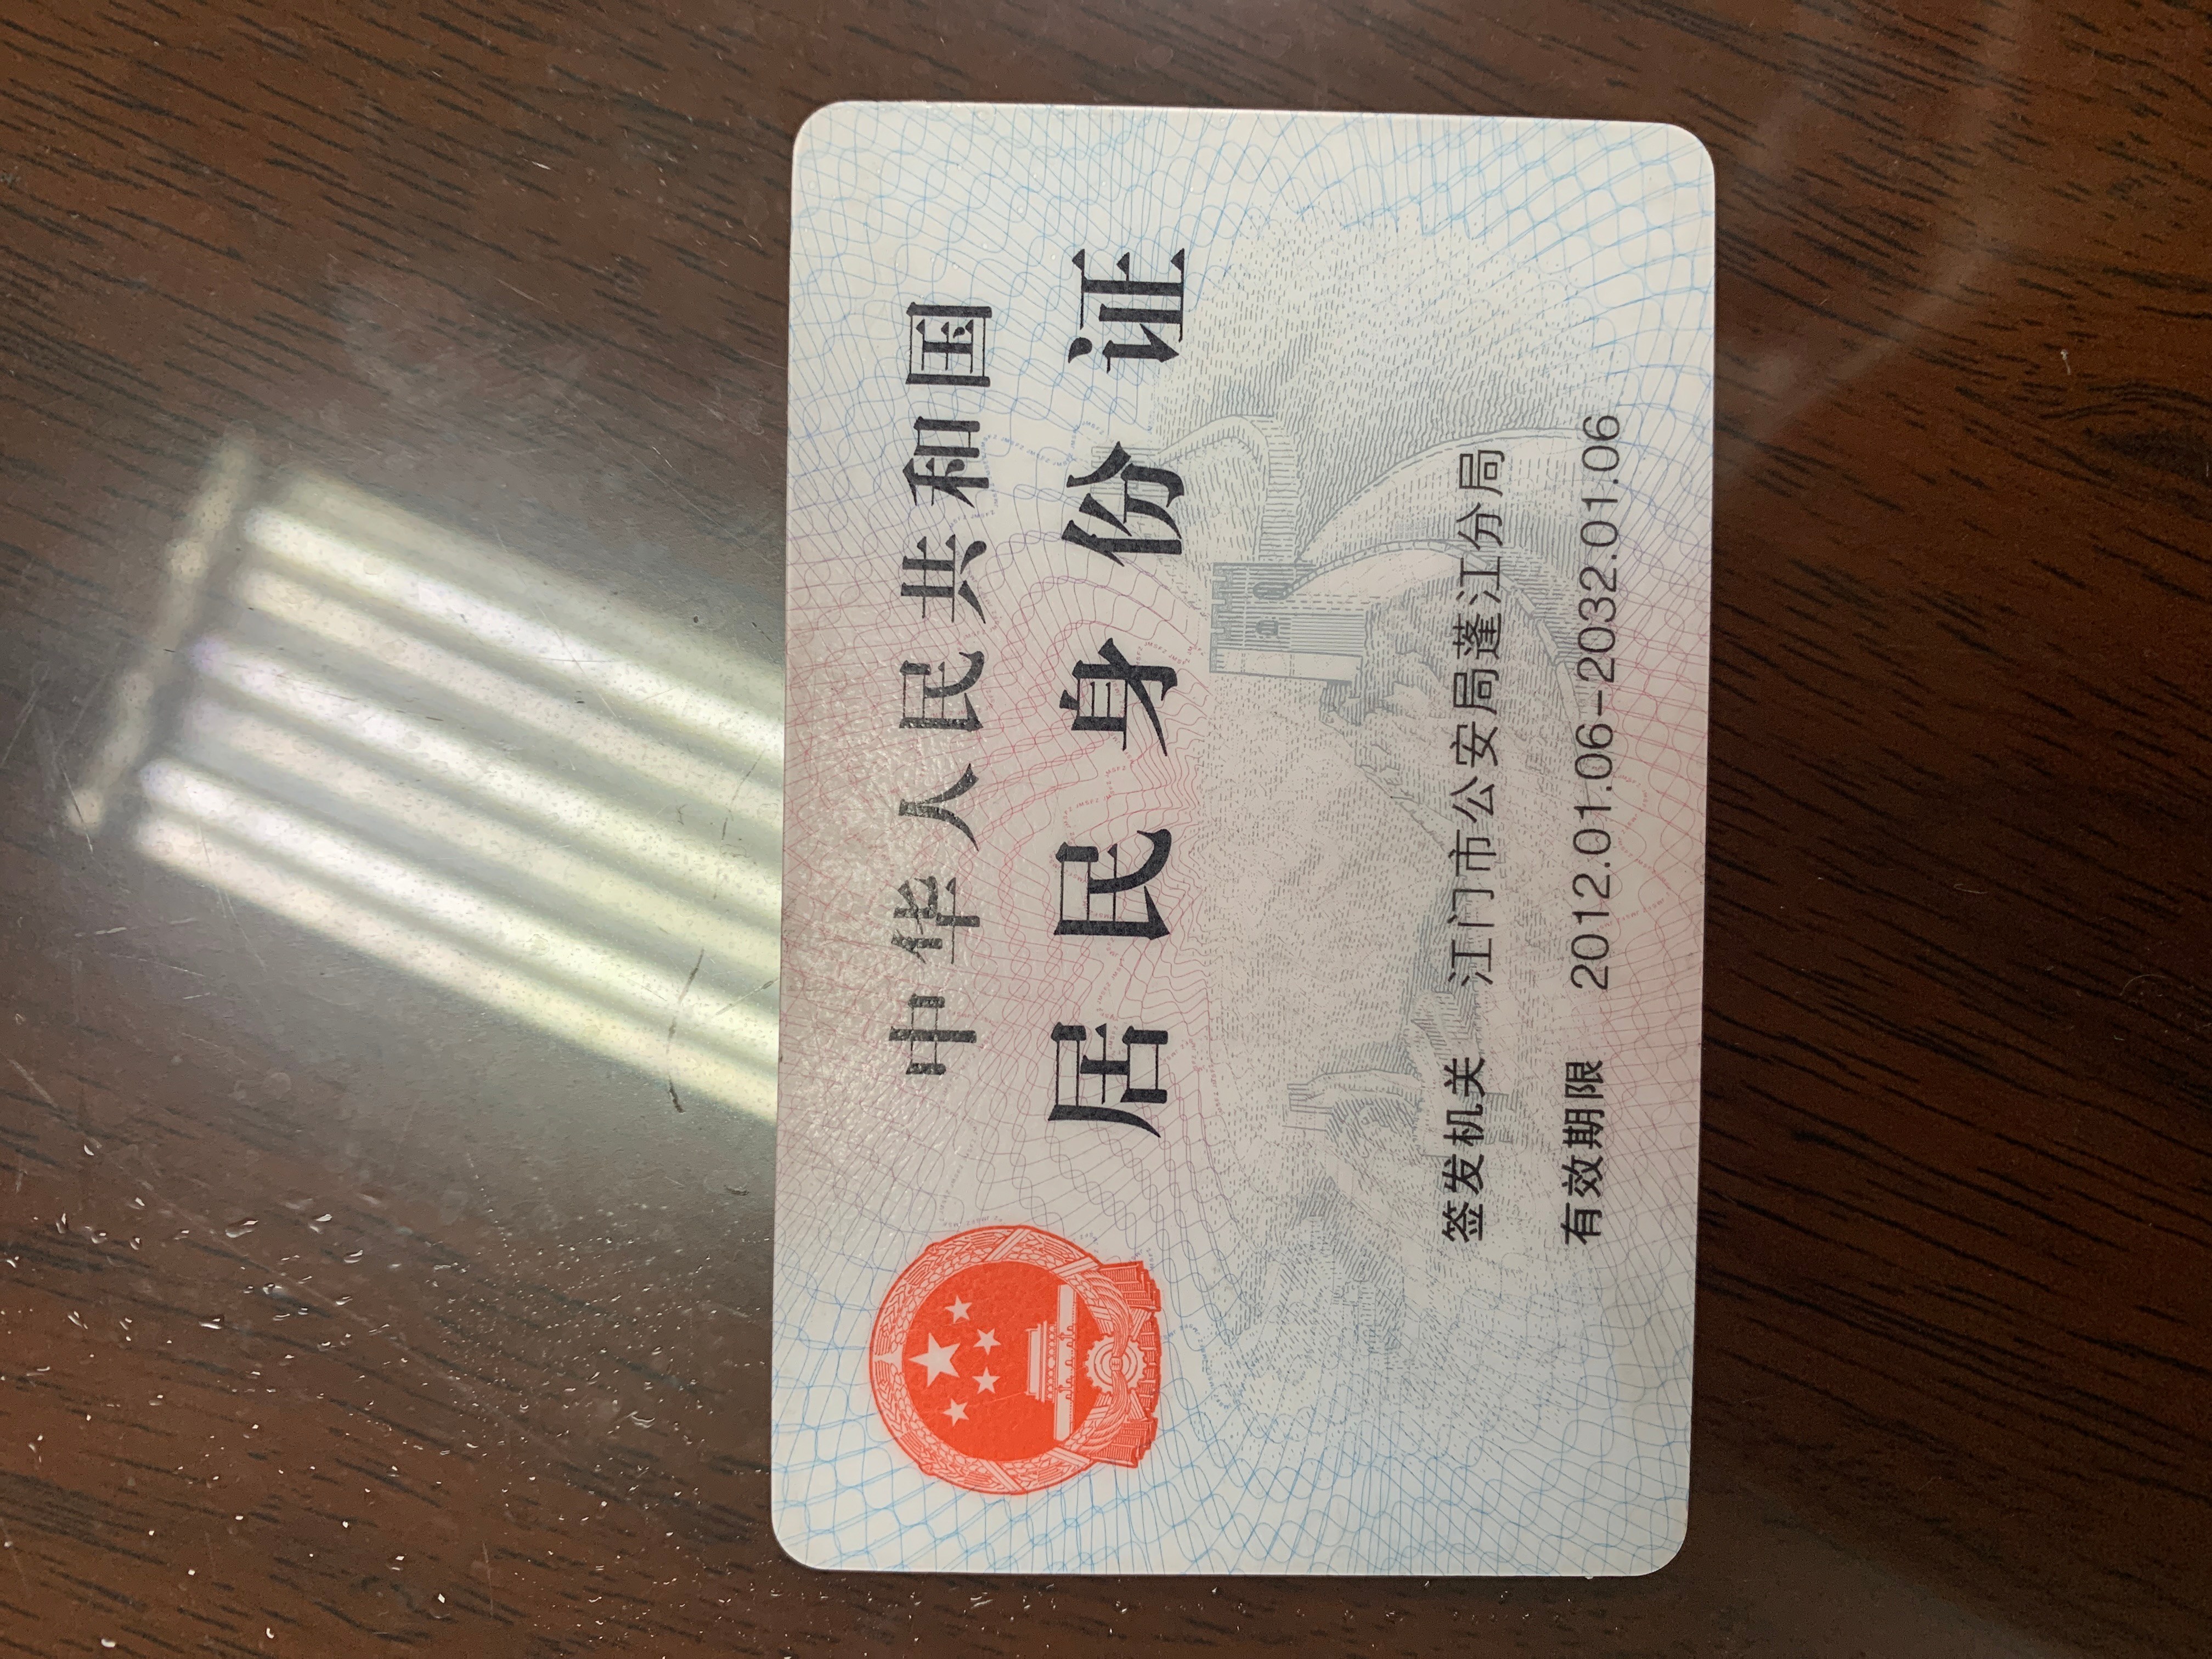 中华人民共和国
居民身份证
签发机关 江门市公安局蓬江分局
有效期限 2012.01.06-2032.01.06